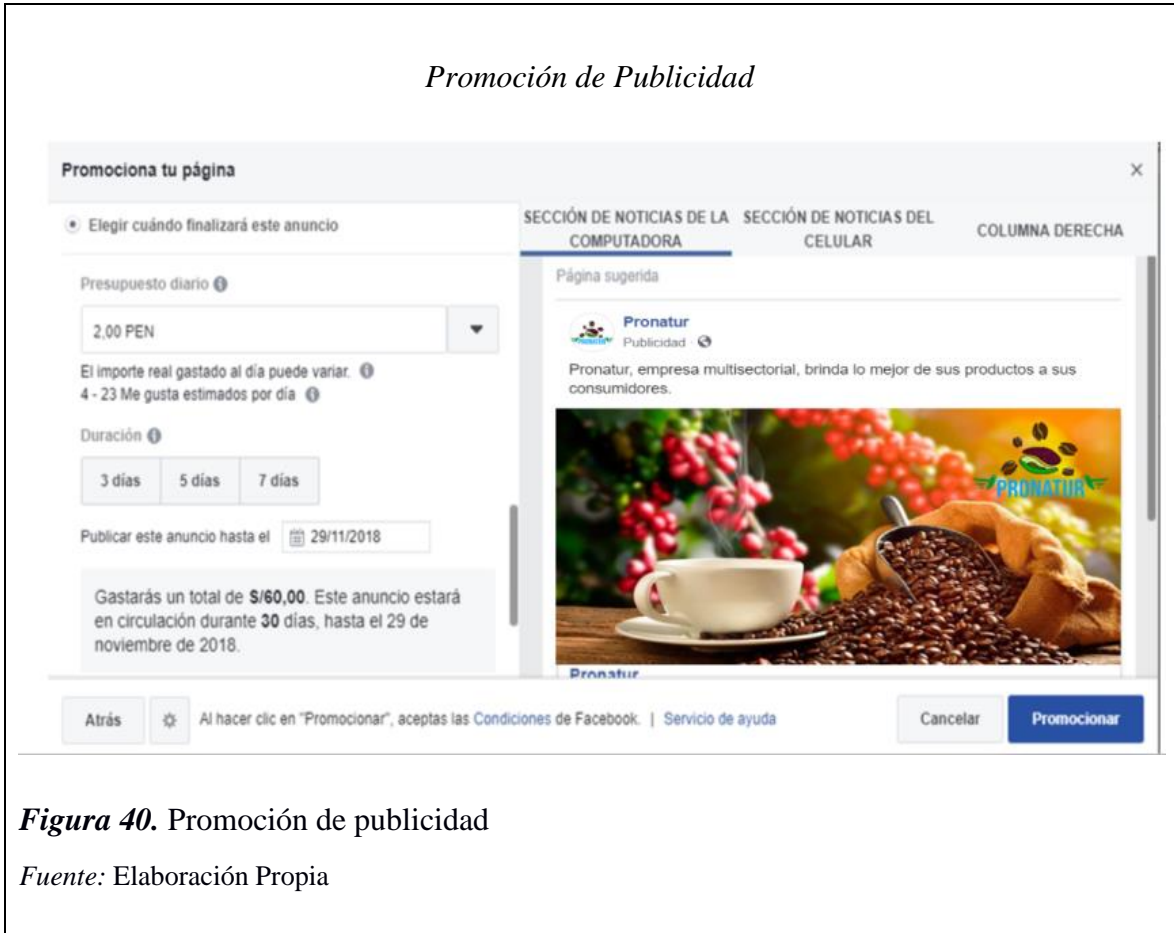 Promoción de Publicidad
Promociona tu página
×
Elegir cuándo finalizará este anuncio
Presupuesto diario
2,00 PEN
El importe real gastado al día puede variar.
4 - 23 Me gusta estimados por día
Duración
3 días 5 días 7 días
Publicar este anuncio hasta el 29/11/2018
Gastarás un total de S/60,00. Este anuncio estará
en circulación durante 30 días, hasta el 29 de
noviembre de 2018.
SECCIÓN DE NOTICIAS DE LA
COMPUTADORA
SECCIÓN DE NOTICIAS DEL
CELULAR
COLUMNA DERECHA
Página sugerida
PRONATUR
Pronatur
Publicidad ·
Pronatur, empresa multisectorial, brinda lo mejor de sus productos a sus
consumidores.
PRONATUR
Pronatur
Atrás
Al hacer clic en "Promocionar", aceptas las Condiciones de Facebook. | Servicio de ayuda
Cancelar
Promocionar
Figura 40. Promoción de publicidad
Fuente: Elaboración Propia